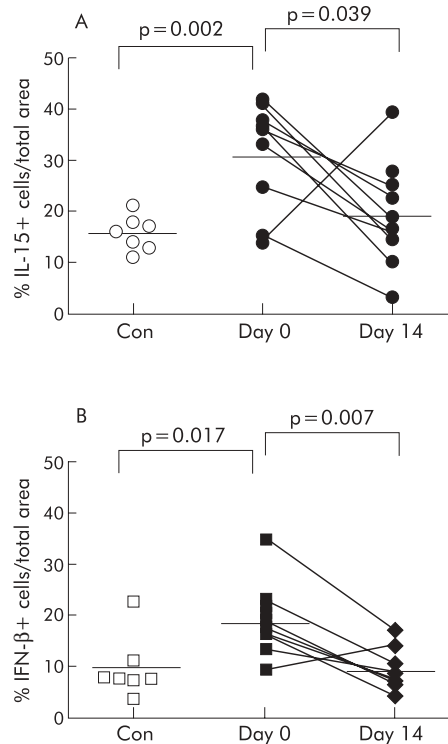 A
p=0.002
p=0.039
% IL-15+ cells/total area
50
40
30
20
10
0
Con Day 0 Day 14
B
p=0.017
p=0.007
% IFN-β+ cells/total area
50
40
30
20
10
0
Con Day 0 Day 14